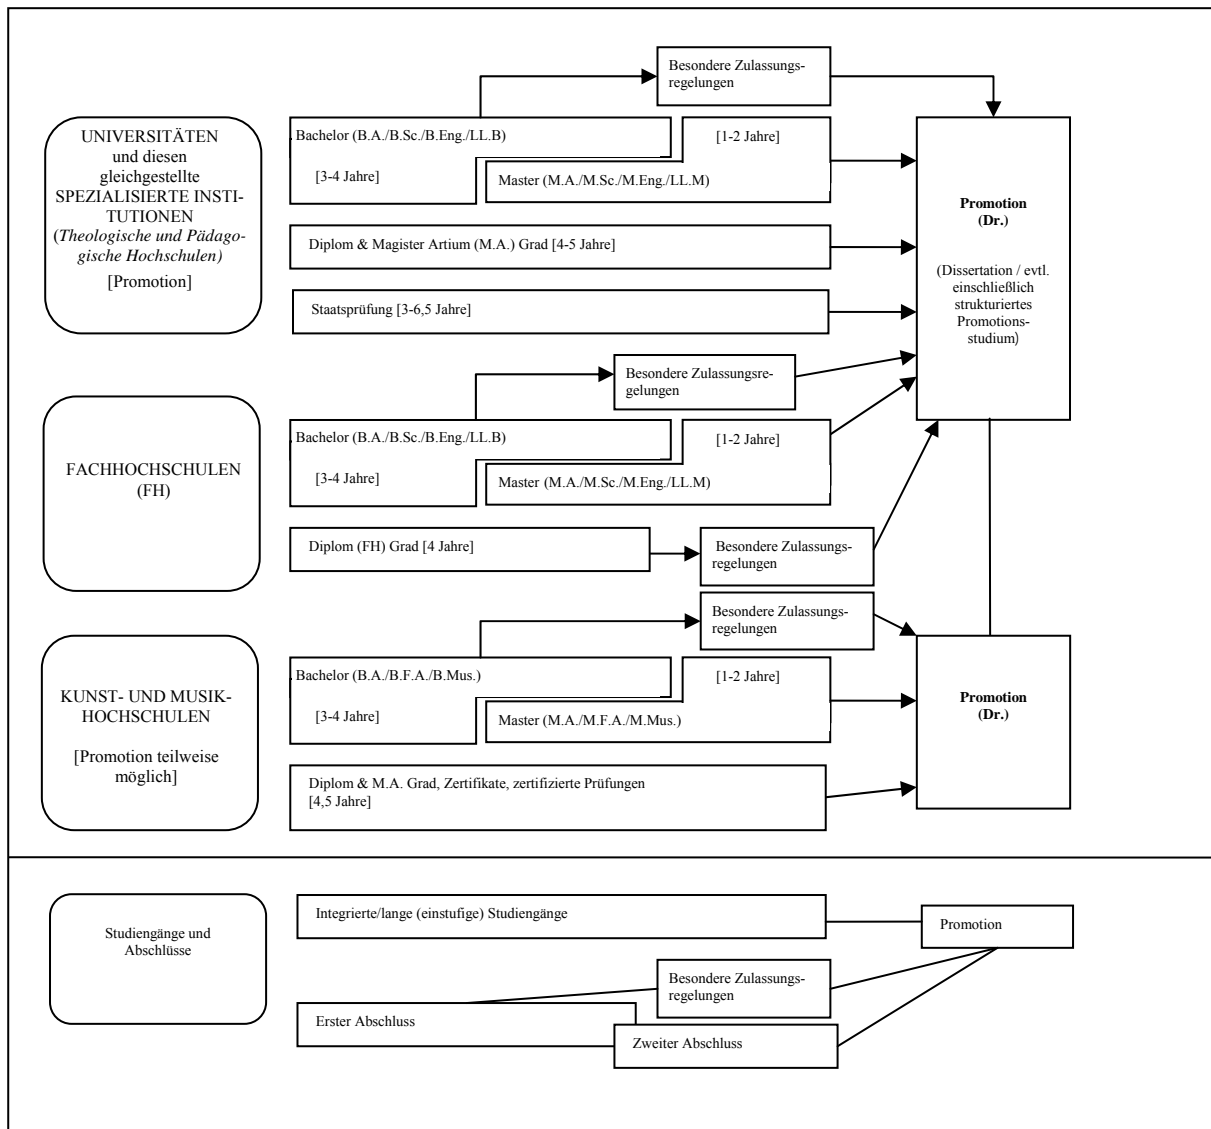 Besondere Zulassungs-
regelungen
UNIVERSITÄTEN
und diesen
gleichgestellte
SPEZIALISIERTE INSTI-
TUTIONEN
(Theologische und Pädago-
gische Hochschulen)
[Promotion]
Bachelor (B.A./B.Sc./B.Eng./LL.B)
[1-2 Jahre]
[3-4 Jahre]
Master (M.A./M.Sc./M.Eng./LL.M)
Diplom & Magister Artium (M.A.) Grad [4-5 Jahre]
Staatsprüfung [3-6,5 Jahre]
Promotion
(Dr.)
(Dissertation / evtl.
einschließlich
strukturiertes
Promotions-
studium)
Besondere Zulassungsre-
gelungen
FACHHOCHSCHULEN
(FH)
Bachelor (B.A./B.Sc./B.Eng./LL.B)
[1-2 Jahre]
[3-4 Jahre]
Master (M.A./M.Sc./M.Eng./LL.M)
Diplom (FH) Grad [4 Jahre]
Besondere Zulassungs-
regelungen
Besondere Zulassungs-
regelungen
KUNST- UND MUSIK-
HOCHSCHULEN
[Promotion teilweise
möglich]
Bachelor (B.A./B.F.A./B.Mus.)
[1-2 Jahre]
[3-4 Jahre]
Master (M.A./M.F.A./M.Mus.)
Diplom & M.A. Grad, Zertifikate, zertifizierte Prüfungen
[4,5 Jahre]
Promotion
(Dr.)
Studiengänge und
Abschlüsse
Integrierte/lange (einstufige) Studiengänge
Promotion
Besondere Zulassungs-
regelungen
Erster Abschluss
Zweiter Abschluss